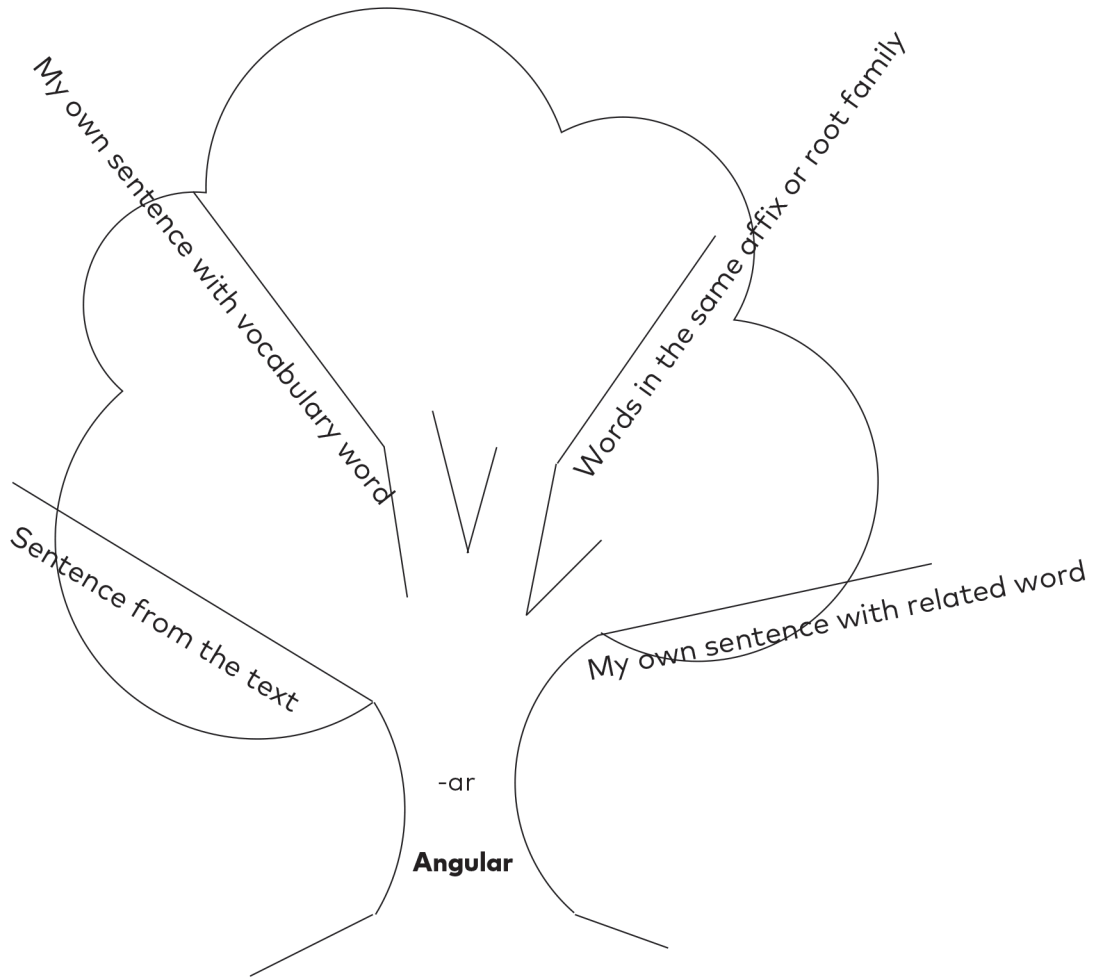 My own sentence with vocabulary word
Words in the same affix or root family
Sentence from the text
My own sentence with related word
-ar
Angular